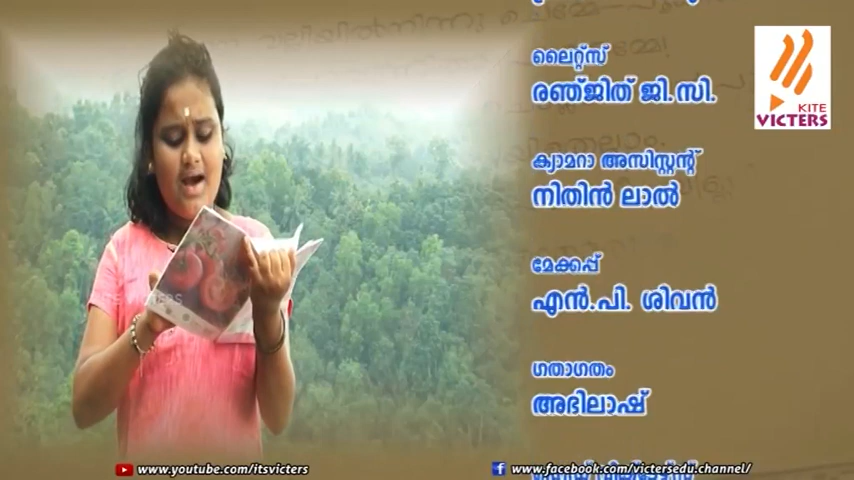 ലൈറ്റ്സ്
രഞ്ജിത് ജി.സി.
KITE
VICTERS
ക്യാമറാ അസിസ്റ്റന്റ്
നിതിൻ ലാൽ
മേക്കപ്പ്
എൻ.പി. ശിവൻ
ഗതാഗതം
അഭിലാഷ്
www.youtube.com/itsvicters
www.facebook.com/victersedu.channel/